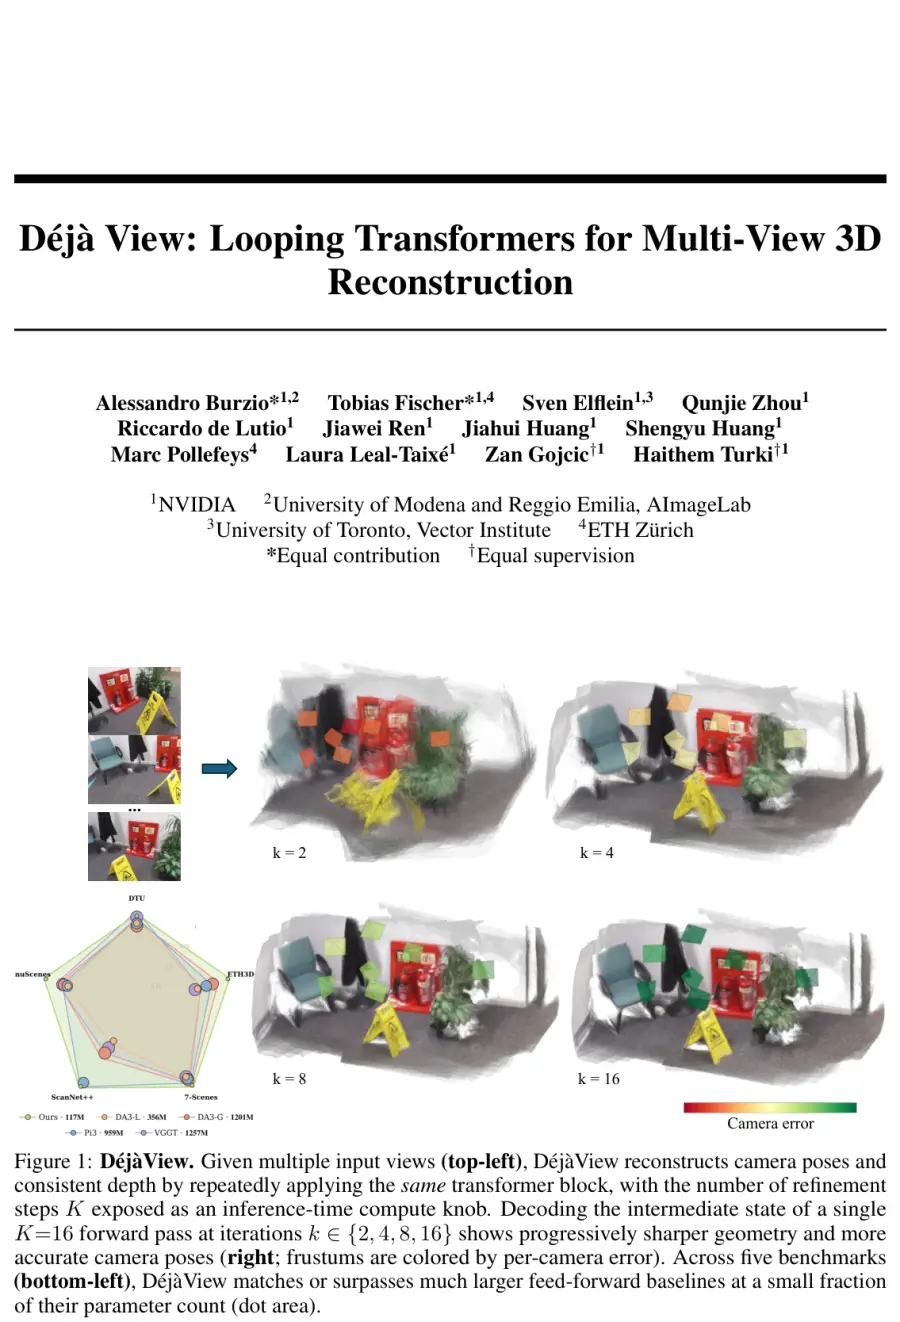 Déjà View: Looping Transformers for Multi-View 3D
Reconstruction
Alessandro Burzio*1,2 Tobias Fischer*1,4 Sven Elflein1,3 Qunjie Zhou1
Riccardo de Lutio1 Jiawei Ren1 Jiahui Huang1 Shengyu Huang1
Marc Pollefeys4 Laura Leal-Taixé1 Zan Gojcic†1 Haithem Turki†1
1NVIDIA 2University of Modena and Reggio Emilia, AImageLab
3University of Toronto, Vector Institute 4ETH Zürich
*Equal contribution †Equal supervision
...
k = 2
k = 4
DTU
nuScenes
ETH3D
ScanNet++
7-Scenes
Ours · 117M DA3-L · 356M DA3-G · 1201M
Pi3 · 959M VGGT · 1257M
k = 8
k = 16
Camera error
Figure 1: DéjàView. Given multiple input views (top-left), DéjàView reconstructs camera poses and
consistent depth by repeatedly applying the same transformer block, with the number of refinement
steps K exposed as an inference-time compute knob. Decoding the intermediate state of a single
K=16 forward pass at iterations k ∈ {2, 4, 8, 16} shows progressively sharper geometry and more
accurate camera poses (right; frustums are colored by per-camera error). Across five benchmarks
(bottom-left), DéjàView matches or surpasses much larger feed-forward baselines at a small fraction
of their parameter count (dot area).